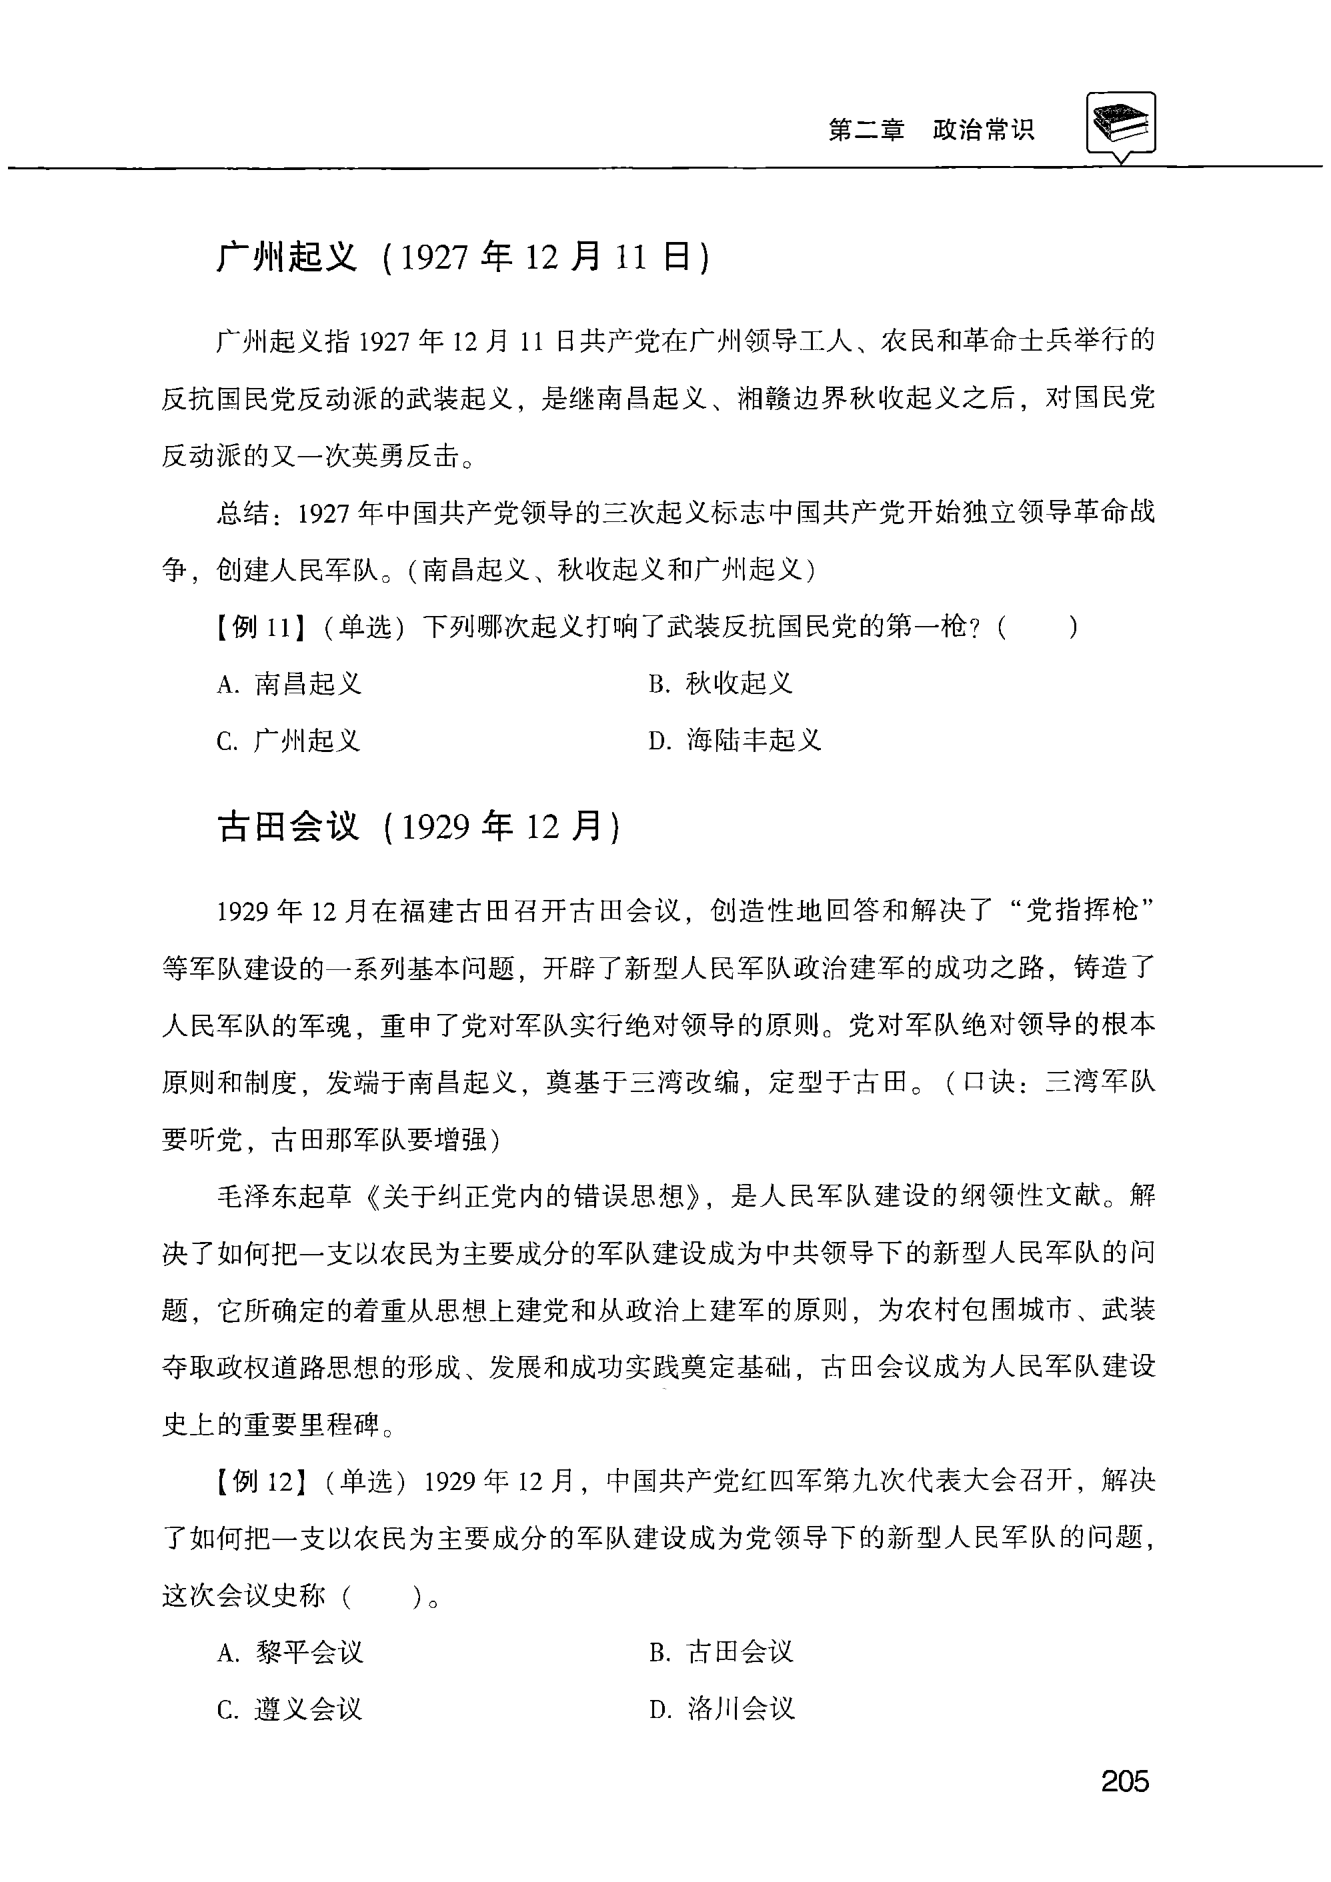 第二章 政治常识
广州起义（1927 年 12 月 11 日）
广州起义指 1927 年 12 月 11 日共产党在广州领导工人、农民和革命士兵举行的
反抗国民党反动派的武装起义，是继南昌起义、湘赣边界秋收起义之后，对国民党
反动派的又一次英勇反击。
总结：1927 年中国共产党领导的三次起义标志中国共产党开始独立领导革命战
争，创建人民军队。（南昌起义、秋收起义和广州起义）
【例 11】（单选）下列哪次起义打响了武装反抗国民党的第一枪？（  ）
A. 南昌起义 B. 秋收起义
C. 广州起义 D. 海陆丰起义
古田会议（1929 年 12 月）
1929 年 12 月在福建古田召开古田会议，创造性地回答和解决了“党指挥枪”
等军队建设的一系列基本问题，开辟了新型人民军队政治建军的成功之路，铸造了
人民军队的军魂，重申了党对军队实行绝对领导的原则。党对军队绝对领导的根本
原则和制度，发端于南昌起义，奠基于三湾改编，定型于古田。（口诀：三湾军队
要听党，古田那军队要增强）
毛泽东起草《关于纠正党内的错误思想》，是人民军队建设的纲领性文献。解
决了如何把一支以农民为主要成分的军队建设成为中共领导下的新型人民军队的问
题，它所确定的着重从思想上建党和从政治上建军的原则，为农村包围城市、武装
夺取政权道路思想的形成、发展和成功实践奠定基础，古田会议成为人民军队建设
史上的重要里程碑。
【例 12】（单选）1929 年 12 月，中国共产党红四军第九次代表大会召开，解决
了如何把一支以农民为主要成分的军队建设成为党领导下的新型人民军队的问题，
这次会议史称（  ）。
A. 黎平会议 B. 古田会议
C. 遵义会议 D. 洛川会议
205